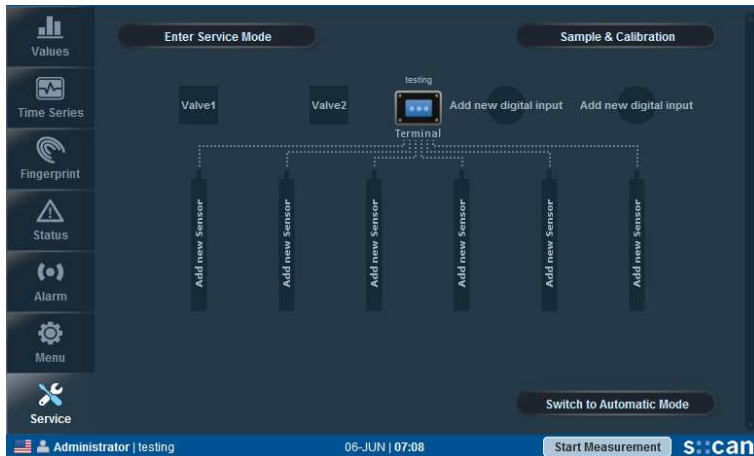 Values
Time Series
Fingerprint
Status
Alarm
Menu
Service
Enter Service Mode
Sample & Calibration
testing
Valve1
Valve2
Add new digital input
Add new digital input
Terminal
Add new Sensor
Add new Sensor
Add new Sensor
Add new Sensor
Add new Sensor
Add new Sensor
Switch to Automatic Mode
Administrator | testing
06-JUN | 07:08
Start Measurement
s::can